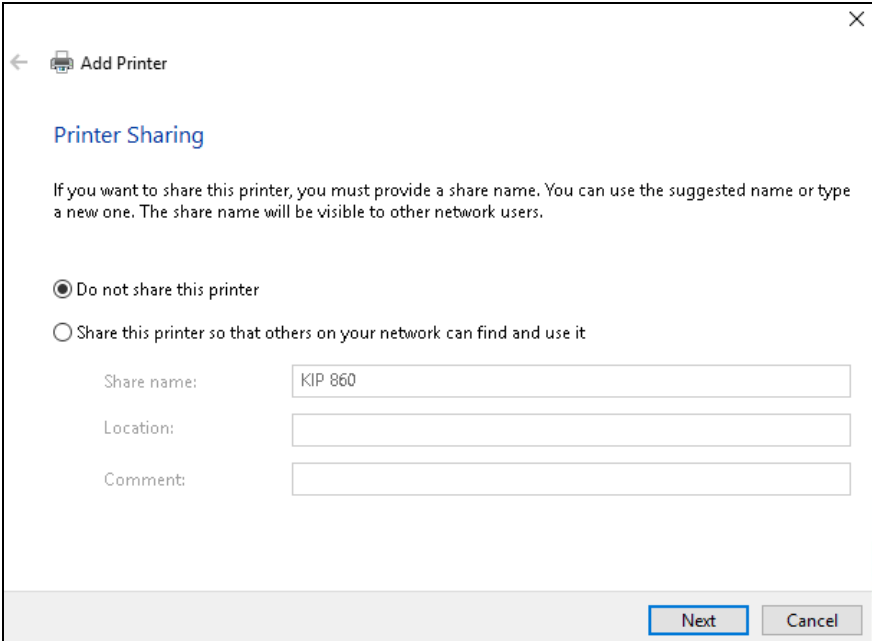 Add Printer
Printer Sharing
If you want to share this printer, you must provide a share name. You can use the suggested name or type
a new one. The share name will be visible to other network users.
Do not share this printer
Share this printer so that others on your network can find and use it
Share name: KIP 860
Location:
Comment:
Next Cancel